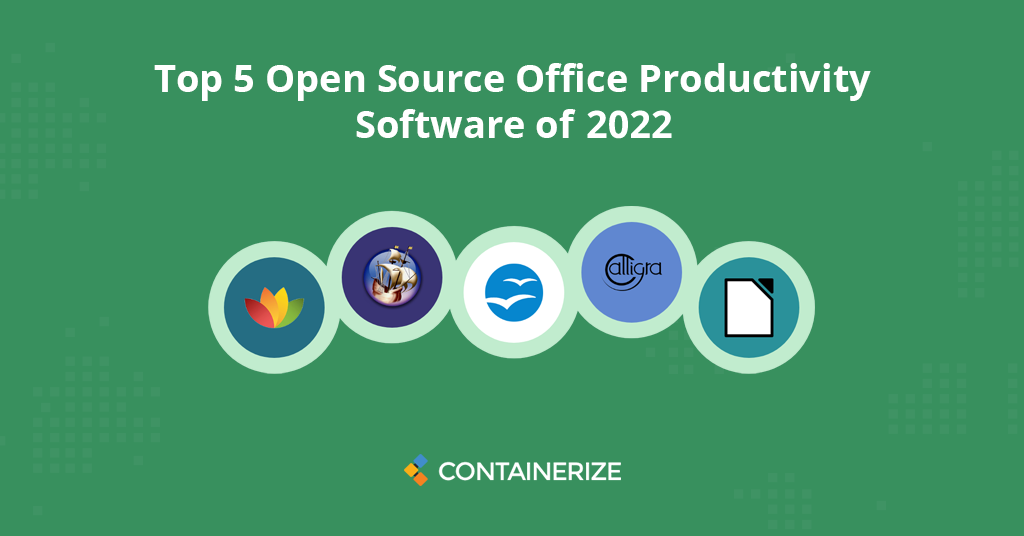 Top 5 Open Source Office Productivity
Software of 2022
Calligra
CONTAINERIZE